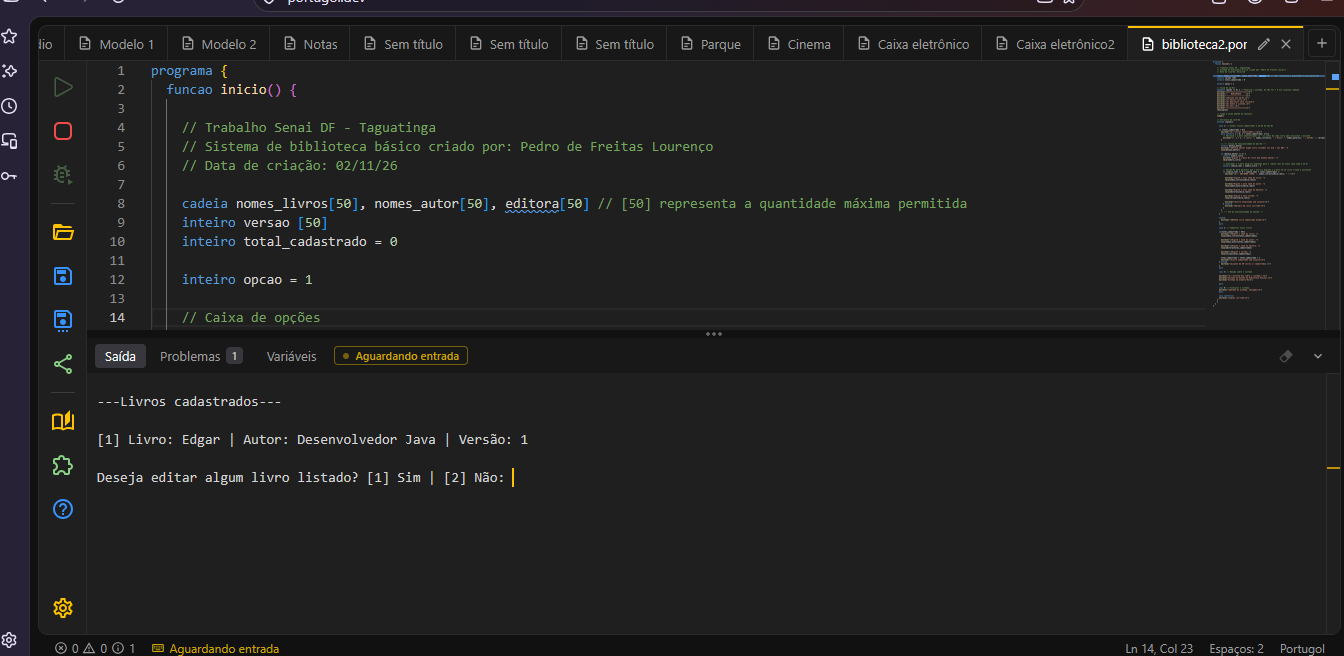 portugol.dev
dio
Modelo 1
Modelo 2
Notas
Sem título
Sem título
Sem título
Parque
Cinema
Caixa eletrônico
Caixa eletrônico2
biblioteca2.por
1 programa {
2 funcao inicio() {
3
4 // Trabalho Senai DF - Taguatinga
5 // Sistema de biblioteca básico criado por: Pedro de Freitas Lourenço
6 // Data de criação: 02/11/26
7
8 cadeia nomes_livros[50], nomes_autor[50], editora[50] // [50] representa a quantidade máxima permitida
9 inteiro versao [50]
10 inteiro total_cadastrado = 0
11
12 inteiro opcao = 1
13
14 // Caixa de opções
Saída
Problemas 1
Variáveis
Aguardando entrada
---Livros cadastrados---
[1] Livro: Edgar | Autor: Desenvolvedor Java | Versão: 1
Deseja editar algum livro listado? [1] Sim | [2] Não:
0 0 1
Aguardando entrada
Ln 14, Col 23
Espaços: 2
Portugol